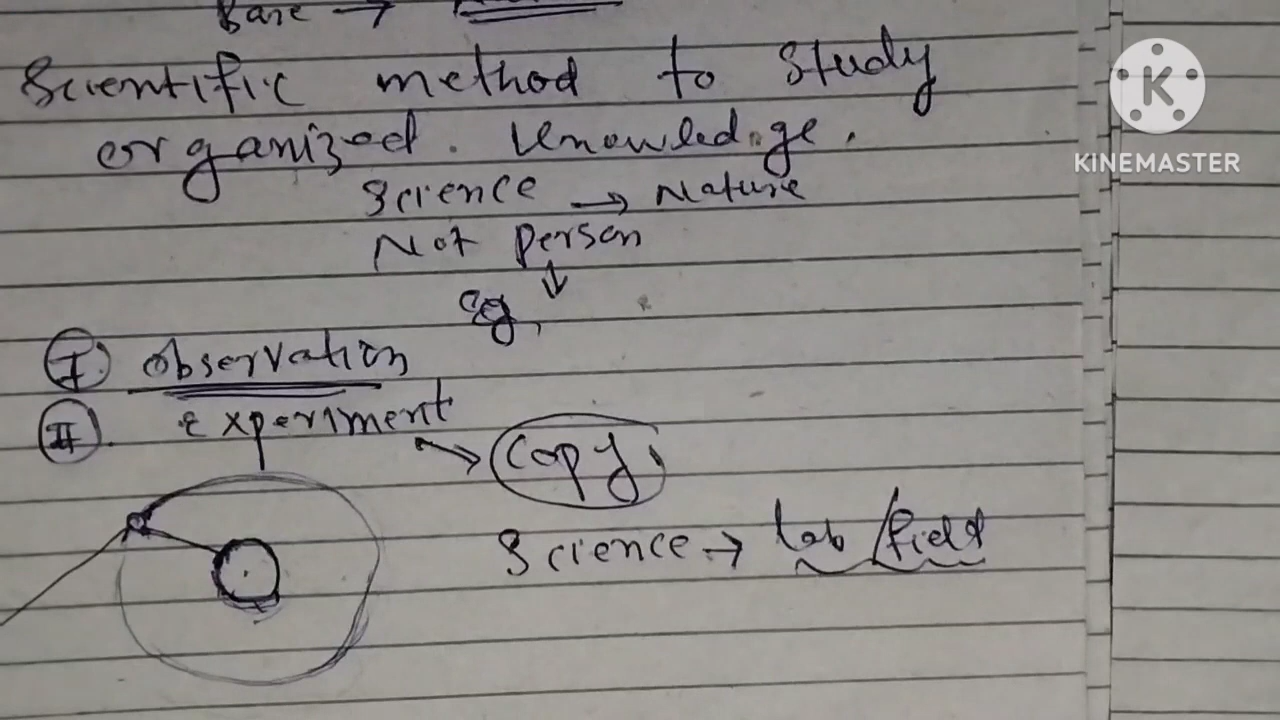 Base →
Scientific method to study
organized. knowledge.
Science → Nature
Not person
↓
eg,
I. observation
II. experiment
→ copy,
Science → lab/field
K
KINEMASTER